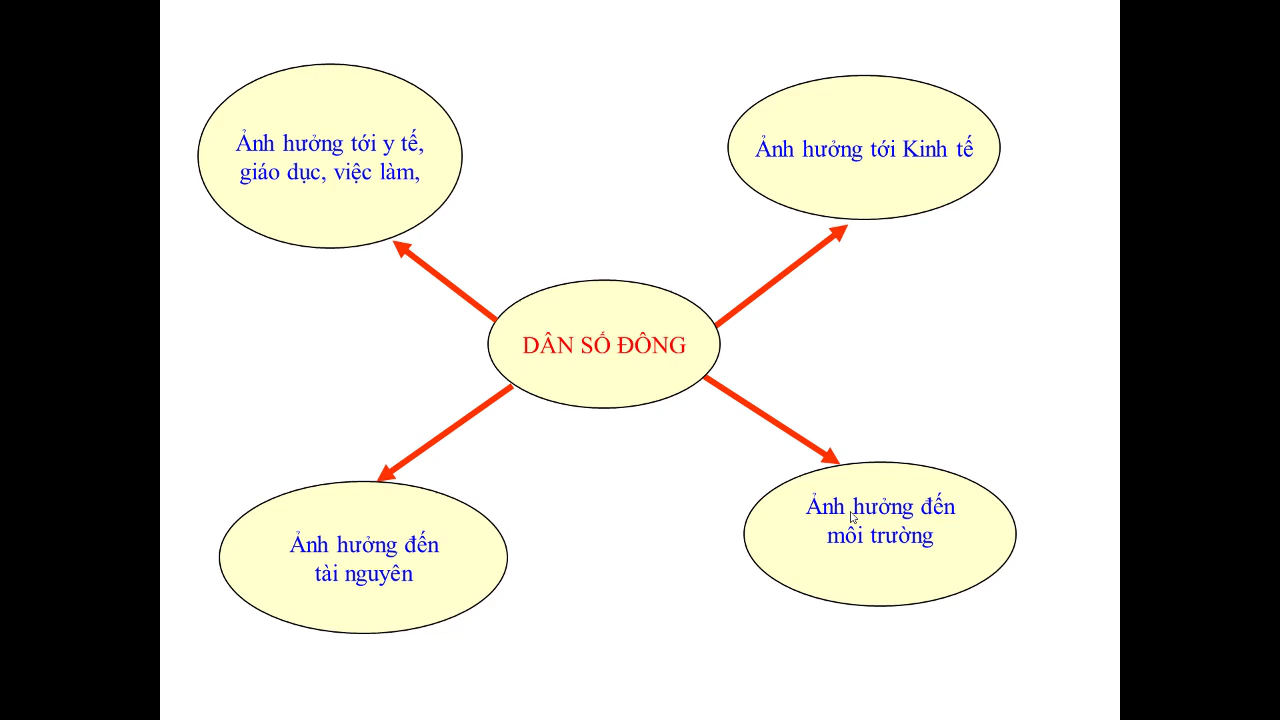 Ảnh hưởng tới y tế,
giáo dục, việc làm,
Ảnh hưởng tới Kinh tế
DÂN SỐ ĐÔNG
Ảnh hưởng đến
tài nguyên
Ảnh hưởng đến
môi trường